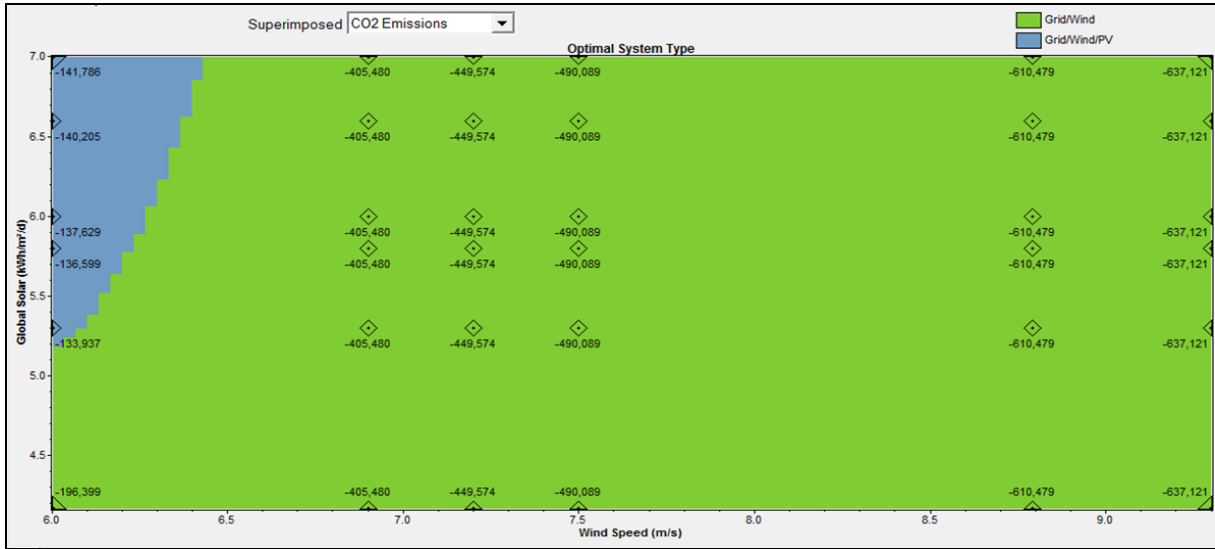 Superimposed CO2 Emissions
Grid/Wind
Grid/Wind/PV
Optimal System Type
7.0
-141,786 -405,480 -449,574 -490,089 -610,479 -637,121
6.5
-140,205 -405,480 -449,574 -490,089 -610,479 -637,121
6.0
-137,629 -405,480 -449,574 -490,089 -610,479 -637,121
-136,599 -405,480 -449,574 -490,089 -610,479 -637,121
5.5
-133,937 -405,480 -449,574 -490,089 -610,479 -637,121
5.0
4.5
-196,399 -405,480 -449,574 -490,089 -610,479 -637,121
Global Solar (kWh/m²/d)
6.0 6.5 7.0 7.5 8.0 8.5 9.0
Wind Speed (m/s)